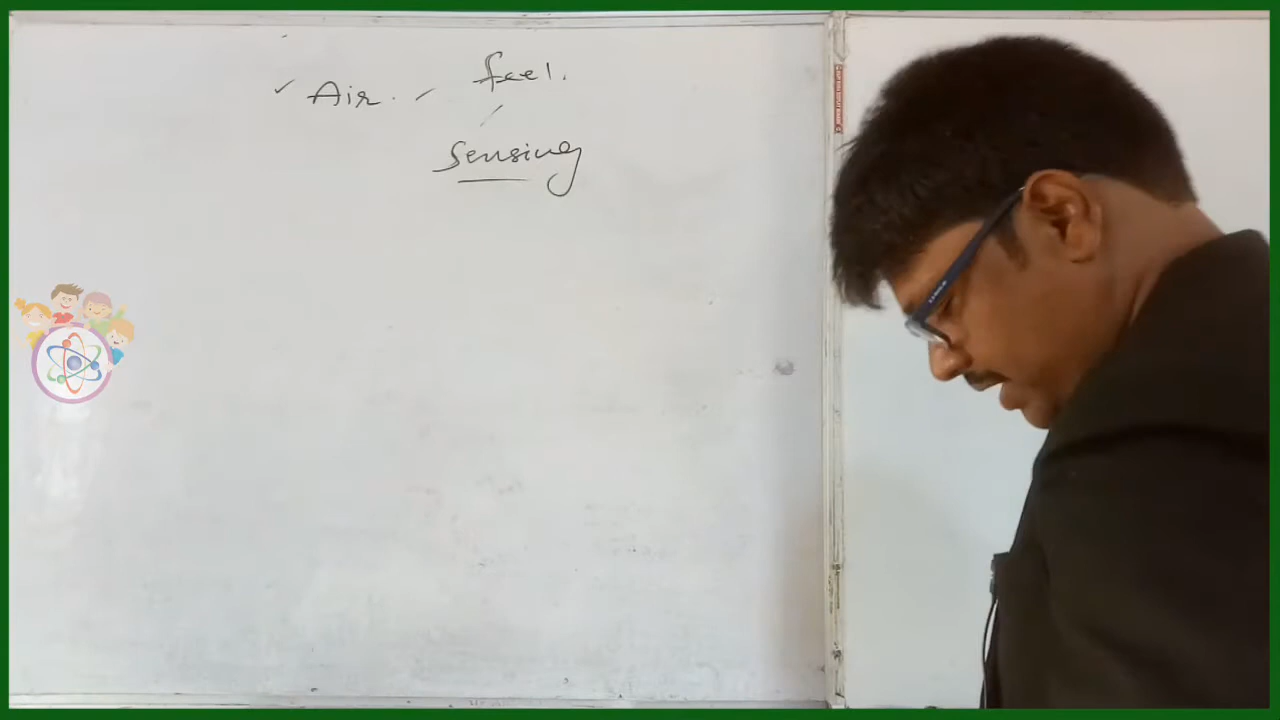 ✓ Air. - feel.
sensing